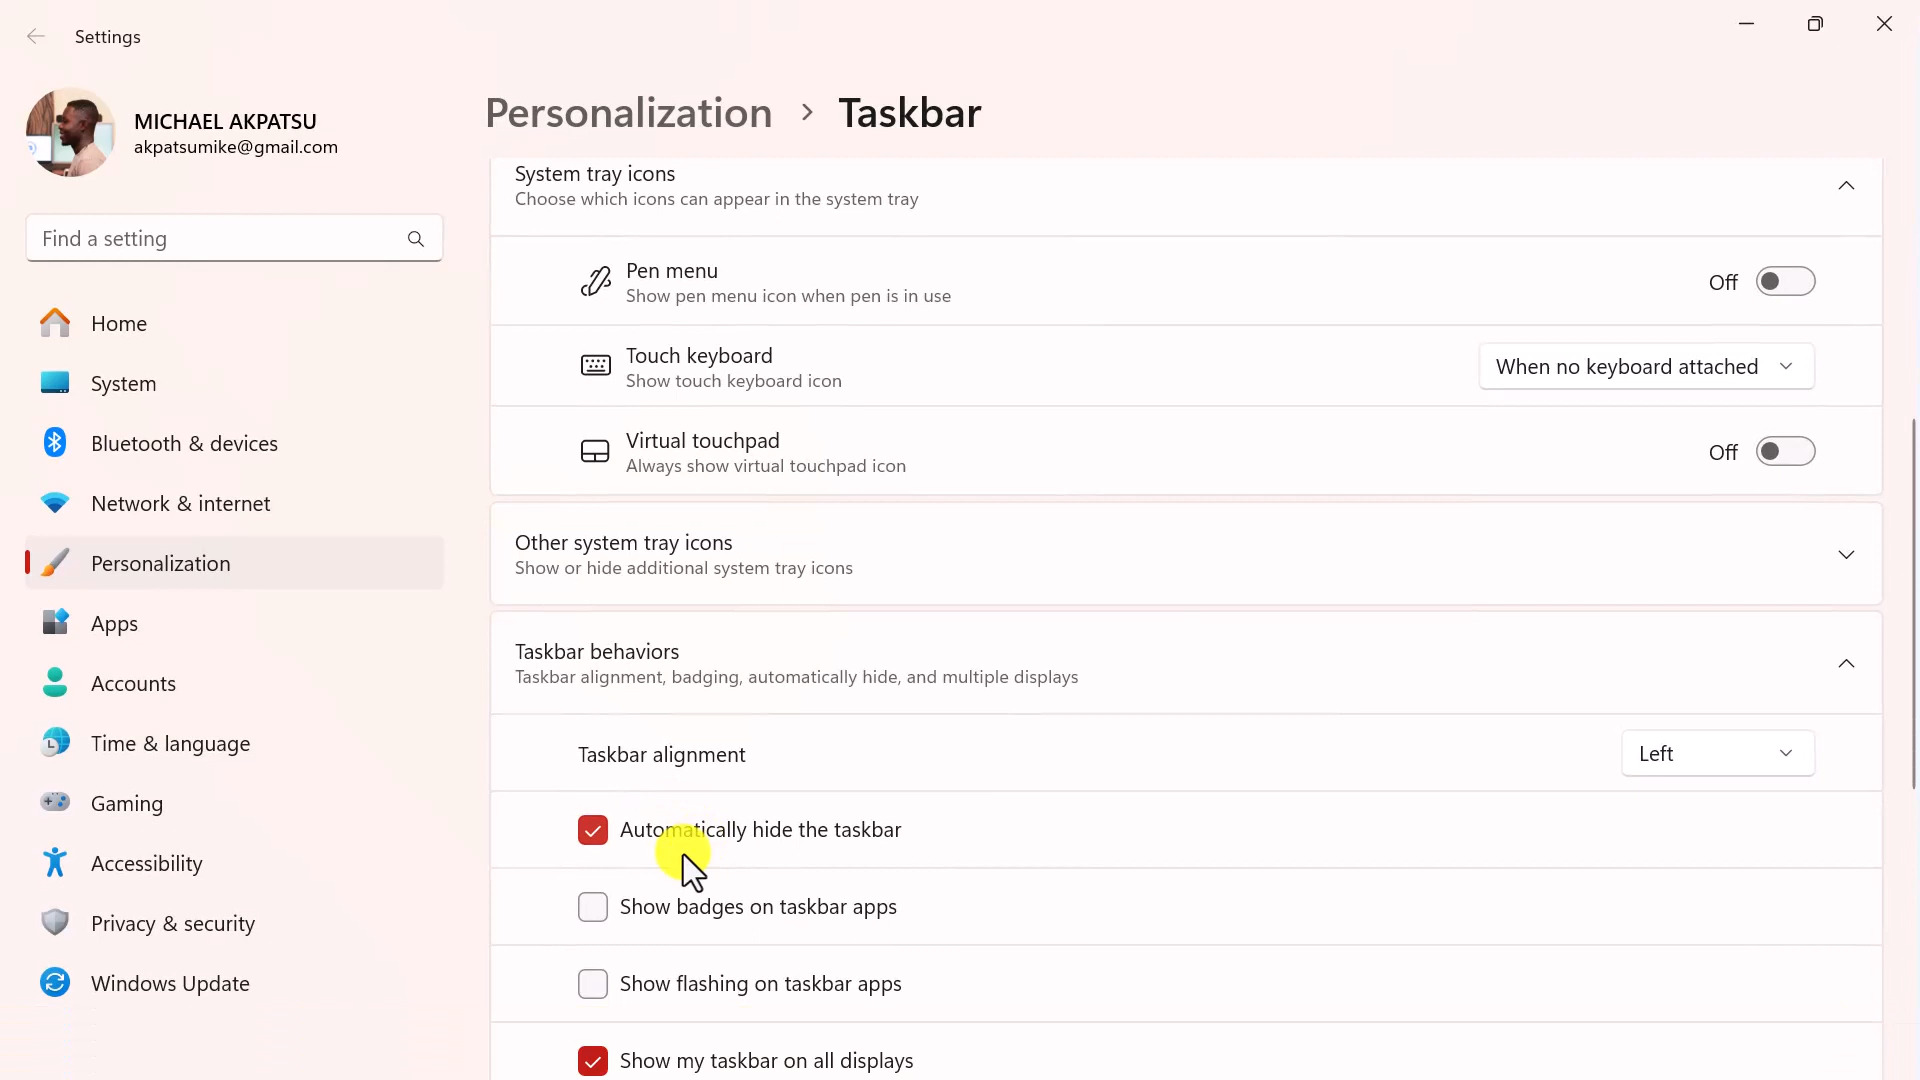 Settings
MICHAEL AKPATSU
akpatsumike@gmail.com
Find a setting
Home
System
Bluetooth & devices
Network & internet
Personalization
Apps
Accounts
Time & language
Gaming
Accessibility
Privacy & security
Windows Update
Personalization > Taskbar
System tray icons
Choose which icons can appear in the system tray
Pen menu
Show pen menu icon when pen is in use
Off
Touch keyboard
Show touch keyboard icon
When no keyboard attached
Virtual touchpad
Always show virtual touchpad icon
Off
Other system tray icons
Show or hide additional system tray icons
Taskbar behaviors
Taskbar alignment, badging, automatically hide, and multiple displays
Taskbar alignment
Left
Automatically hide the taskbar
Show badges on taskbar apps
Show flashing on taskbar apps
Show my taskbar on all displays